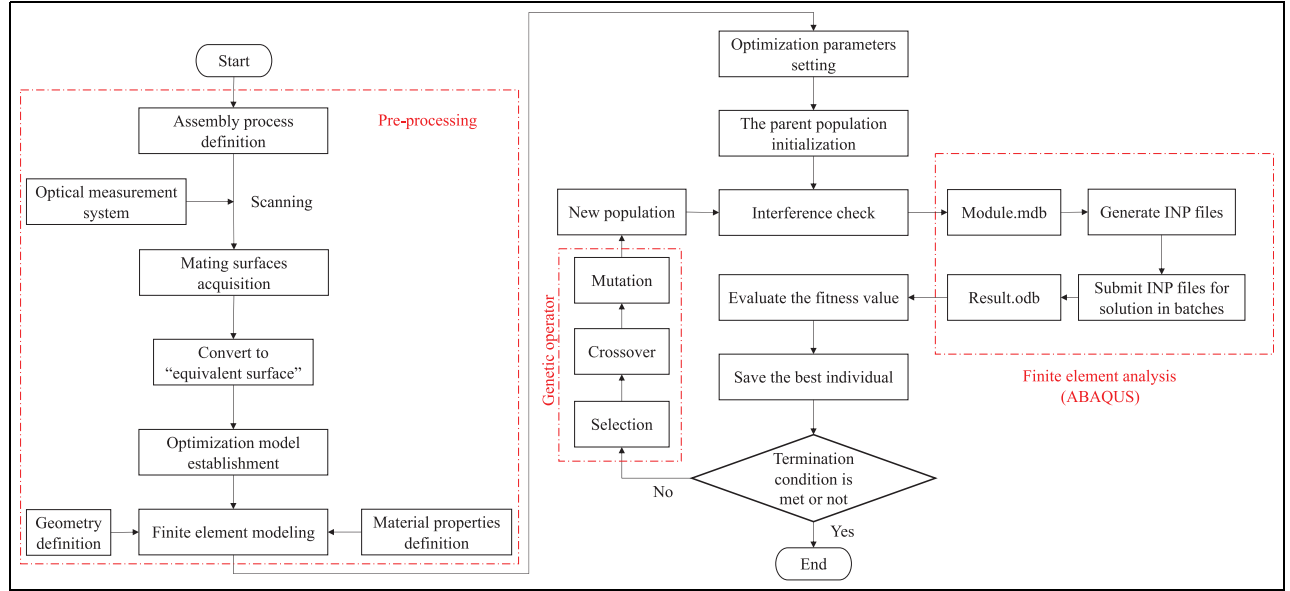 Start
Pre-processing
Assembly process
definition
Optical measurement
system
Scanning
Mating surfaces
acquisition
Convert to
“equivalent surface”
Optimization model
establishment
Geometry
definition
Finite element modeling
Material properties
definition
Optimization parameters
setting
The parent population
initialization
New population
Interference check
Module.mdb
Generate INP files
Mutation
Evaluate the fitness value
Result.odb
Submit INP files for
solution in batches
Genetic operator
Crossover
Save the best individual
Finite element analysis
(ABAQUS)
Selection
Termination
condition is
met or not
No
Yes
End